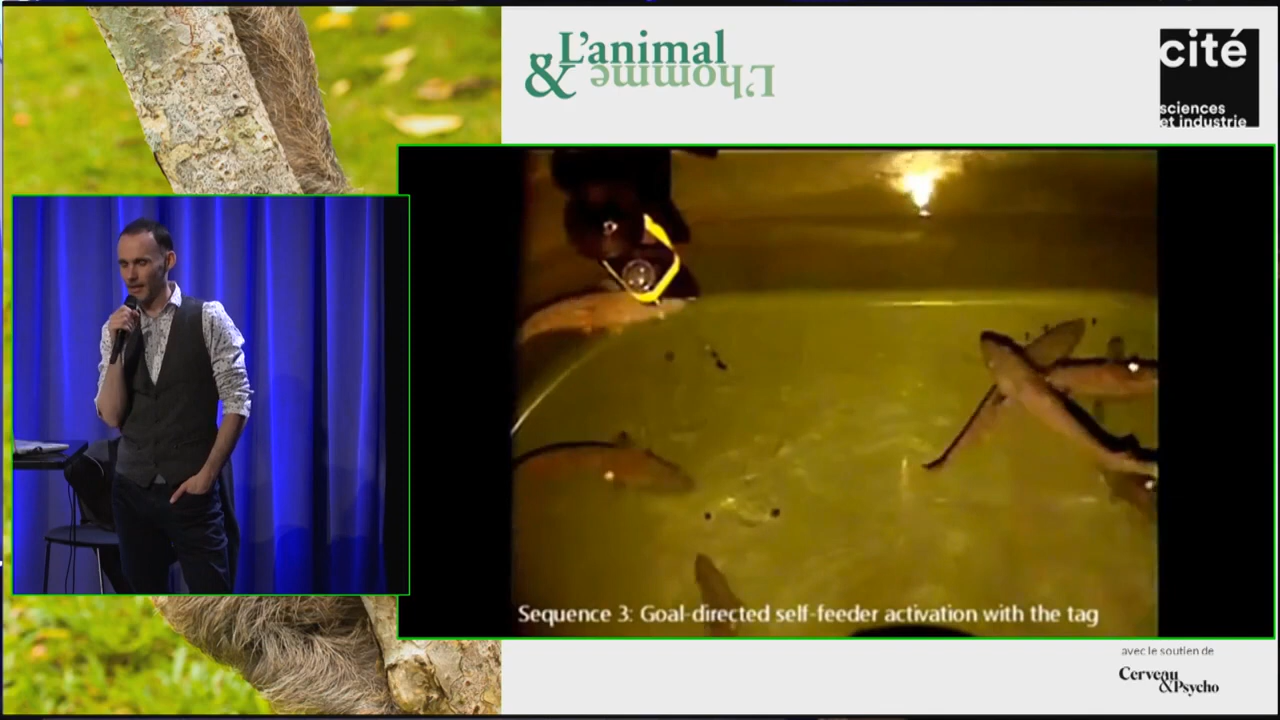 L'animal
& L'homme
cité
sciences
et industrie
Sequence 3: Goal-directed self-feeder activation with the tag
avec le soutien de
Cerveau
&Psycho